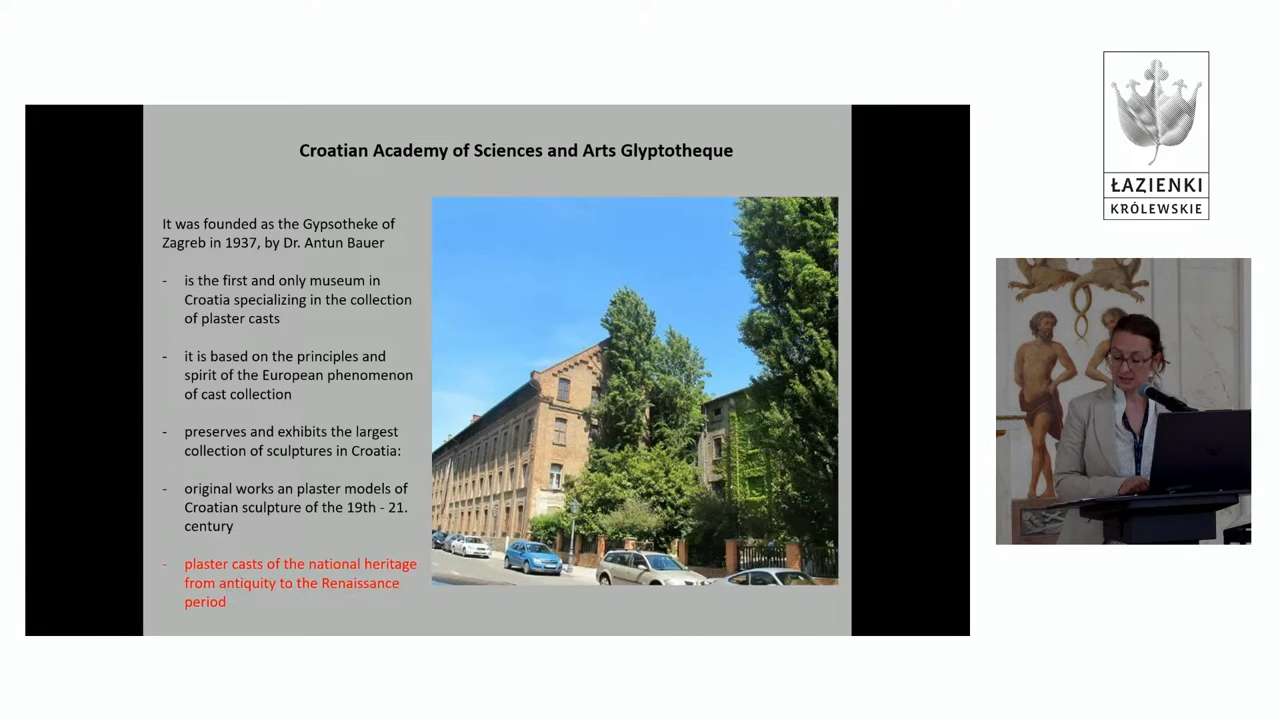 Croatian Academy of Sciences and Arts Glyptotheque
It was founded as the Gypsotheke of
Zagreb in 1937, by Dr. Antun Bauer
- is the first and only museum in
Croatia specializing in the collection
of plaster casts
- it is based on the principles and
spirit of the European phenomenon
of cast collection
- preserves and exhibits the largest
collection of sculptures in Croatia:
- original works an plaster models of
Croatian sculpture of the 19th - 21.
century
- plaster casts of the national heritage
from antiquity to the Renaissance
period
ŁAZIENKI
KRÓLEWSKIE